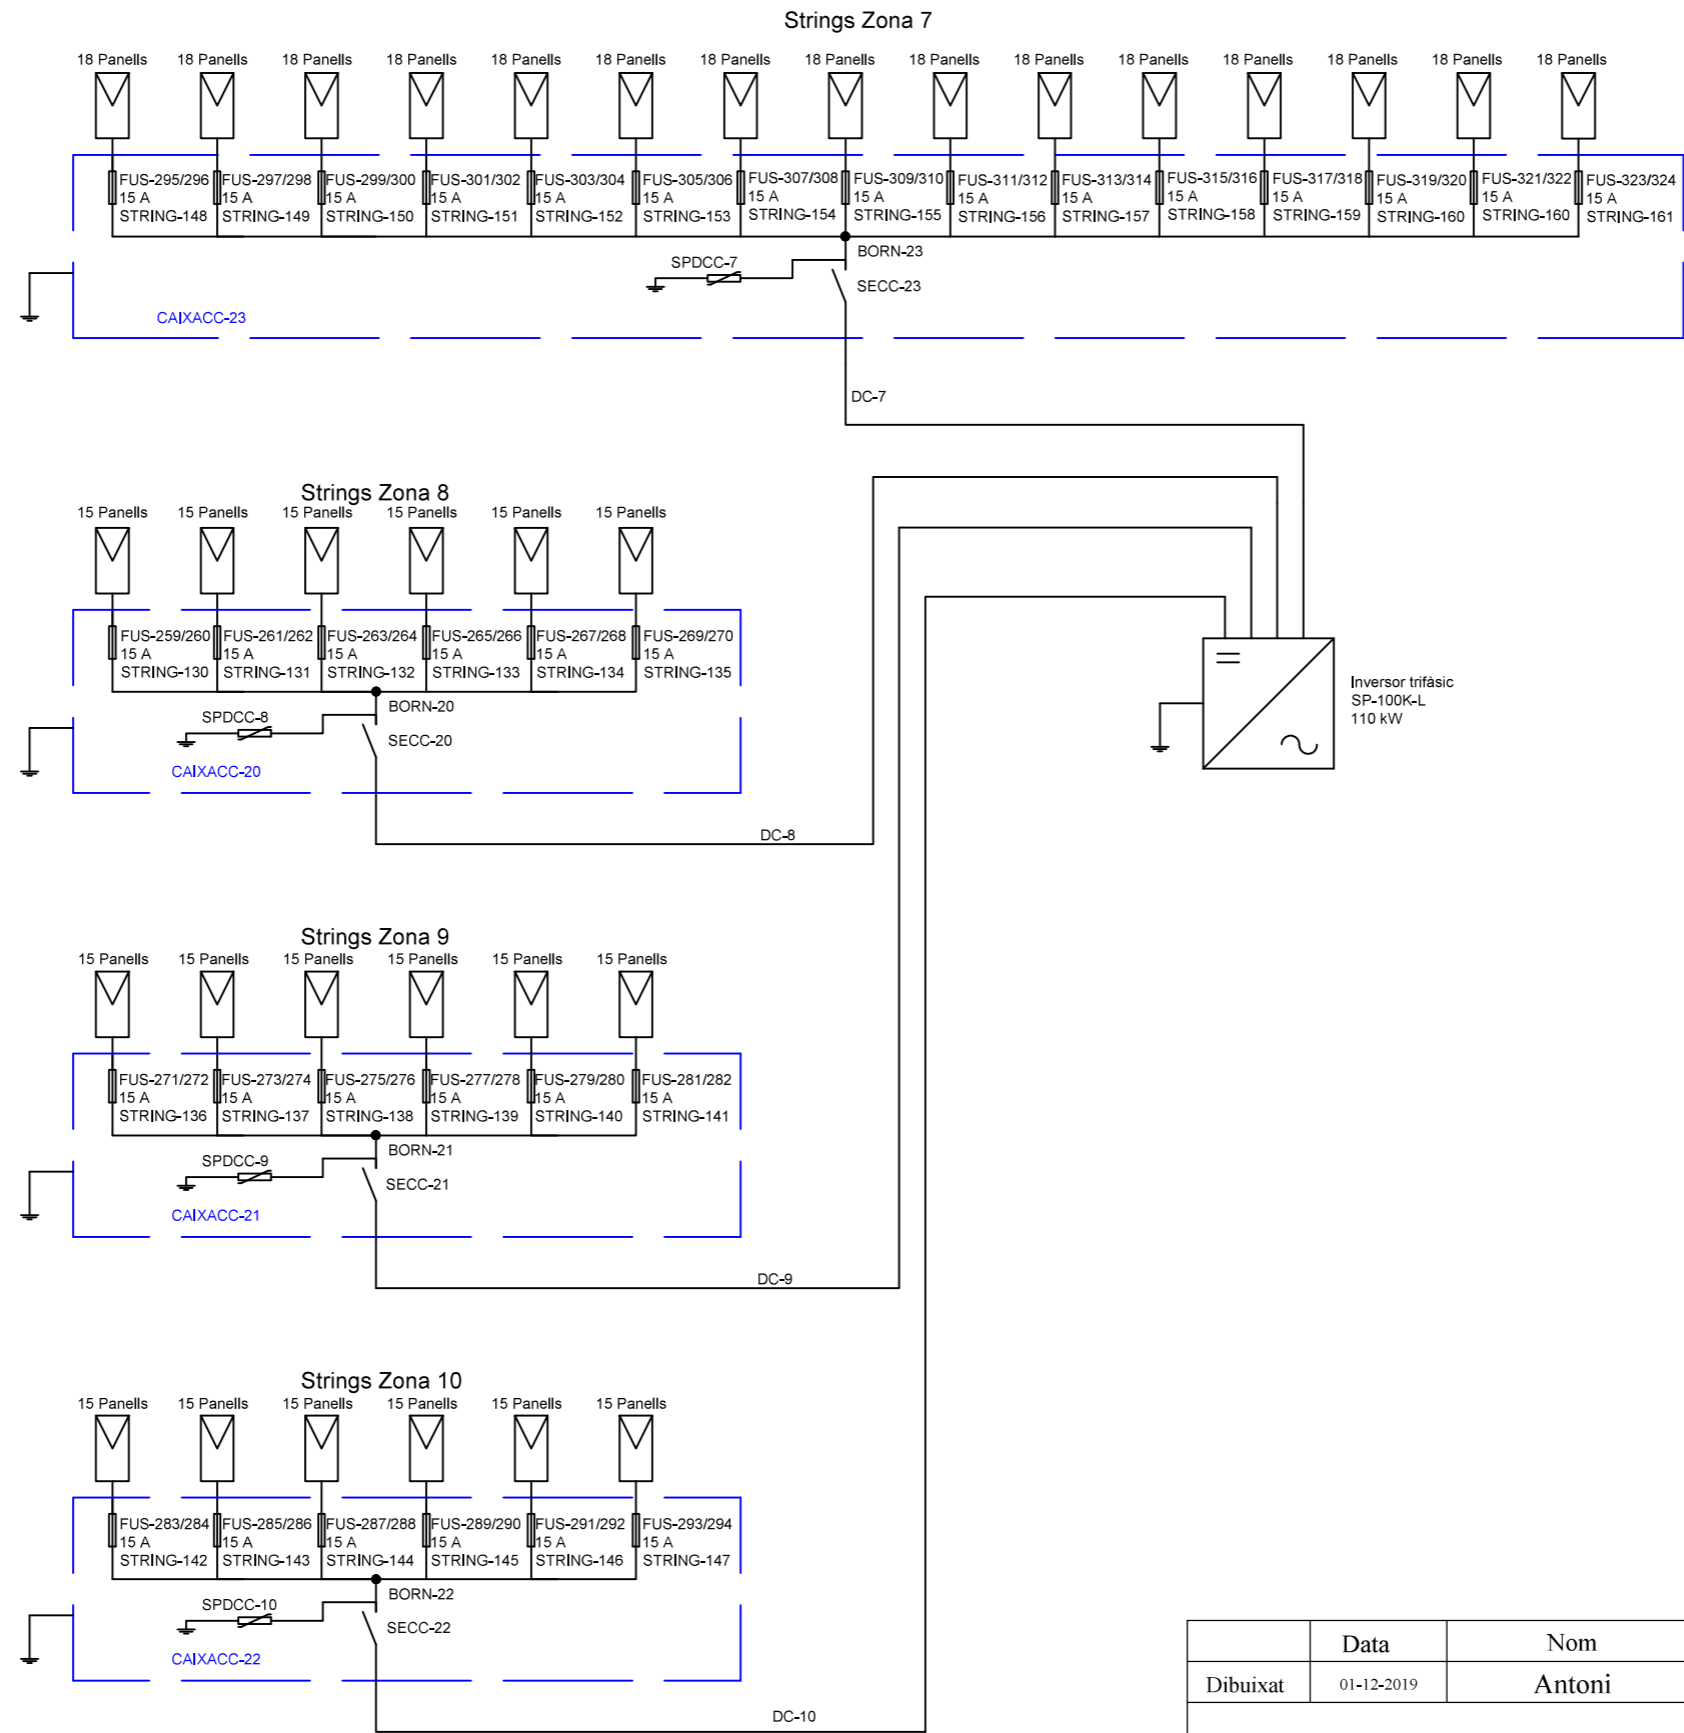 Strings Zona 7
18 Panells 18 Panells 18 Panells 18 Panells 18 Panells 18 Panells 18 Panells 18 Panells 18 Panells 18 Panells 18 Panells 18 Panells 18 Panells 18 Panells 18 Panells
FUS-295/296 FUS-297/298 FUS-299/300 FUS-301/302 FUS-303/304 FUS-305/306 FUS-307/308 FUS-309/310 FUS-311/312 FUS-313/314 FUS-315/316 FUS-317/318 FUS-319/320 FUS-321/322 FUS-323/324
15 A 15 A 15 A 15 A 15 A 15 A 15 A 15 A 15 A 15 A 15 A 15 A 15 A 15 A 15 A
STRING-148 STRING-149 STRING-150 STRING-151 STRING-152 STRING-153 STRING-154 STRING-155 STRING-156 STRING-157 STRING-158 STRING-159 STRING-160 STRING-160 STRING-161
BORN-23
SPDCC-7
SECC-23
CAIXACC-23
DC-7
Strings Zona 8
15 Panells 15 Panells 15 Panells 15 Panells 15 Panells 15 Panells
FUS-259/260 FUS-261/262 FUS-263/264 FUS-265/266 FUS-267/268 FUS-269/270
15 A 15 A 15 A 15 A 15 A 15 A
STRING-130 STRING-131 STRING-132 STRING-133 STRING-134 STRING-135
BORN-20
SPDCC-8
SECC-20
CAIXACC-20
DC-8
Inversor trifàsic
SP-100K-L
110 kW
Strings Zona 9
15 Panells 15 Panells 15 Panells 15 Panells 15 Panells 15 Panells
FUS-271/272 FUS-273/274 FUS-275/276 FUS-277/278 FUS-279/280 FUS-281/282
15 A 15 A 15 A 15 A 15 A 15 A
STRING-136 STRING-137 STRING-138 STRING-139 STRING-140 STRING-141
BORN-21
SPDCC-9
SECC-21
CAIXACC-21
DC-9
Strings Zona 10
15 Panells 15 Panells 15 Panells 15 Panells 15 Panells 15 Panells
FUS-283/284 FUS-285/286 FUS-287/288 FUS-289/290 FUS-291/292 FUS-293/294
15 A 15 A 15 A 15 A 15 A 15 A
STRING-142 STRING-143 STRING-144 STRING-145 STRING-146 STRING-147
BORN-22
SPDCC-10
SECC-22
CAIXACC-22
DC-10
Data Nom
Dibuixat 01-12-2019 Antoni